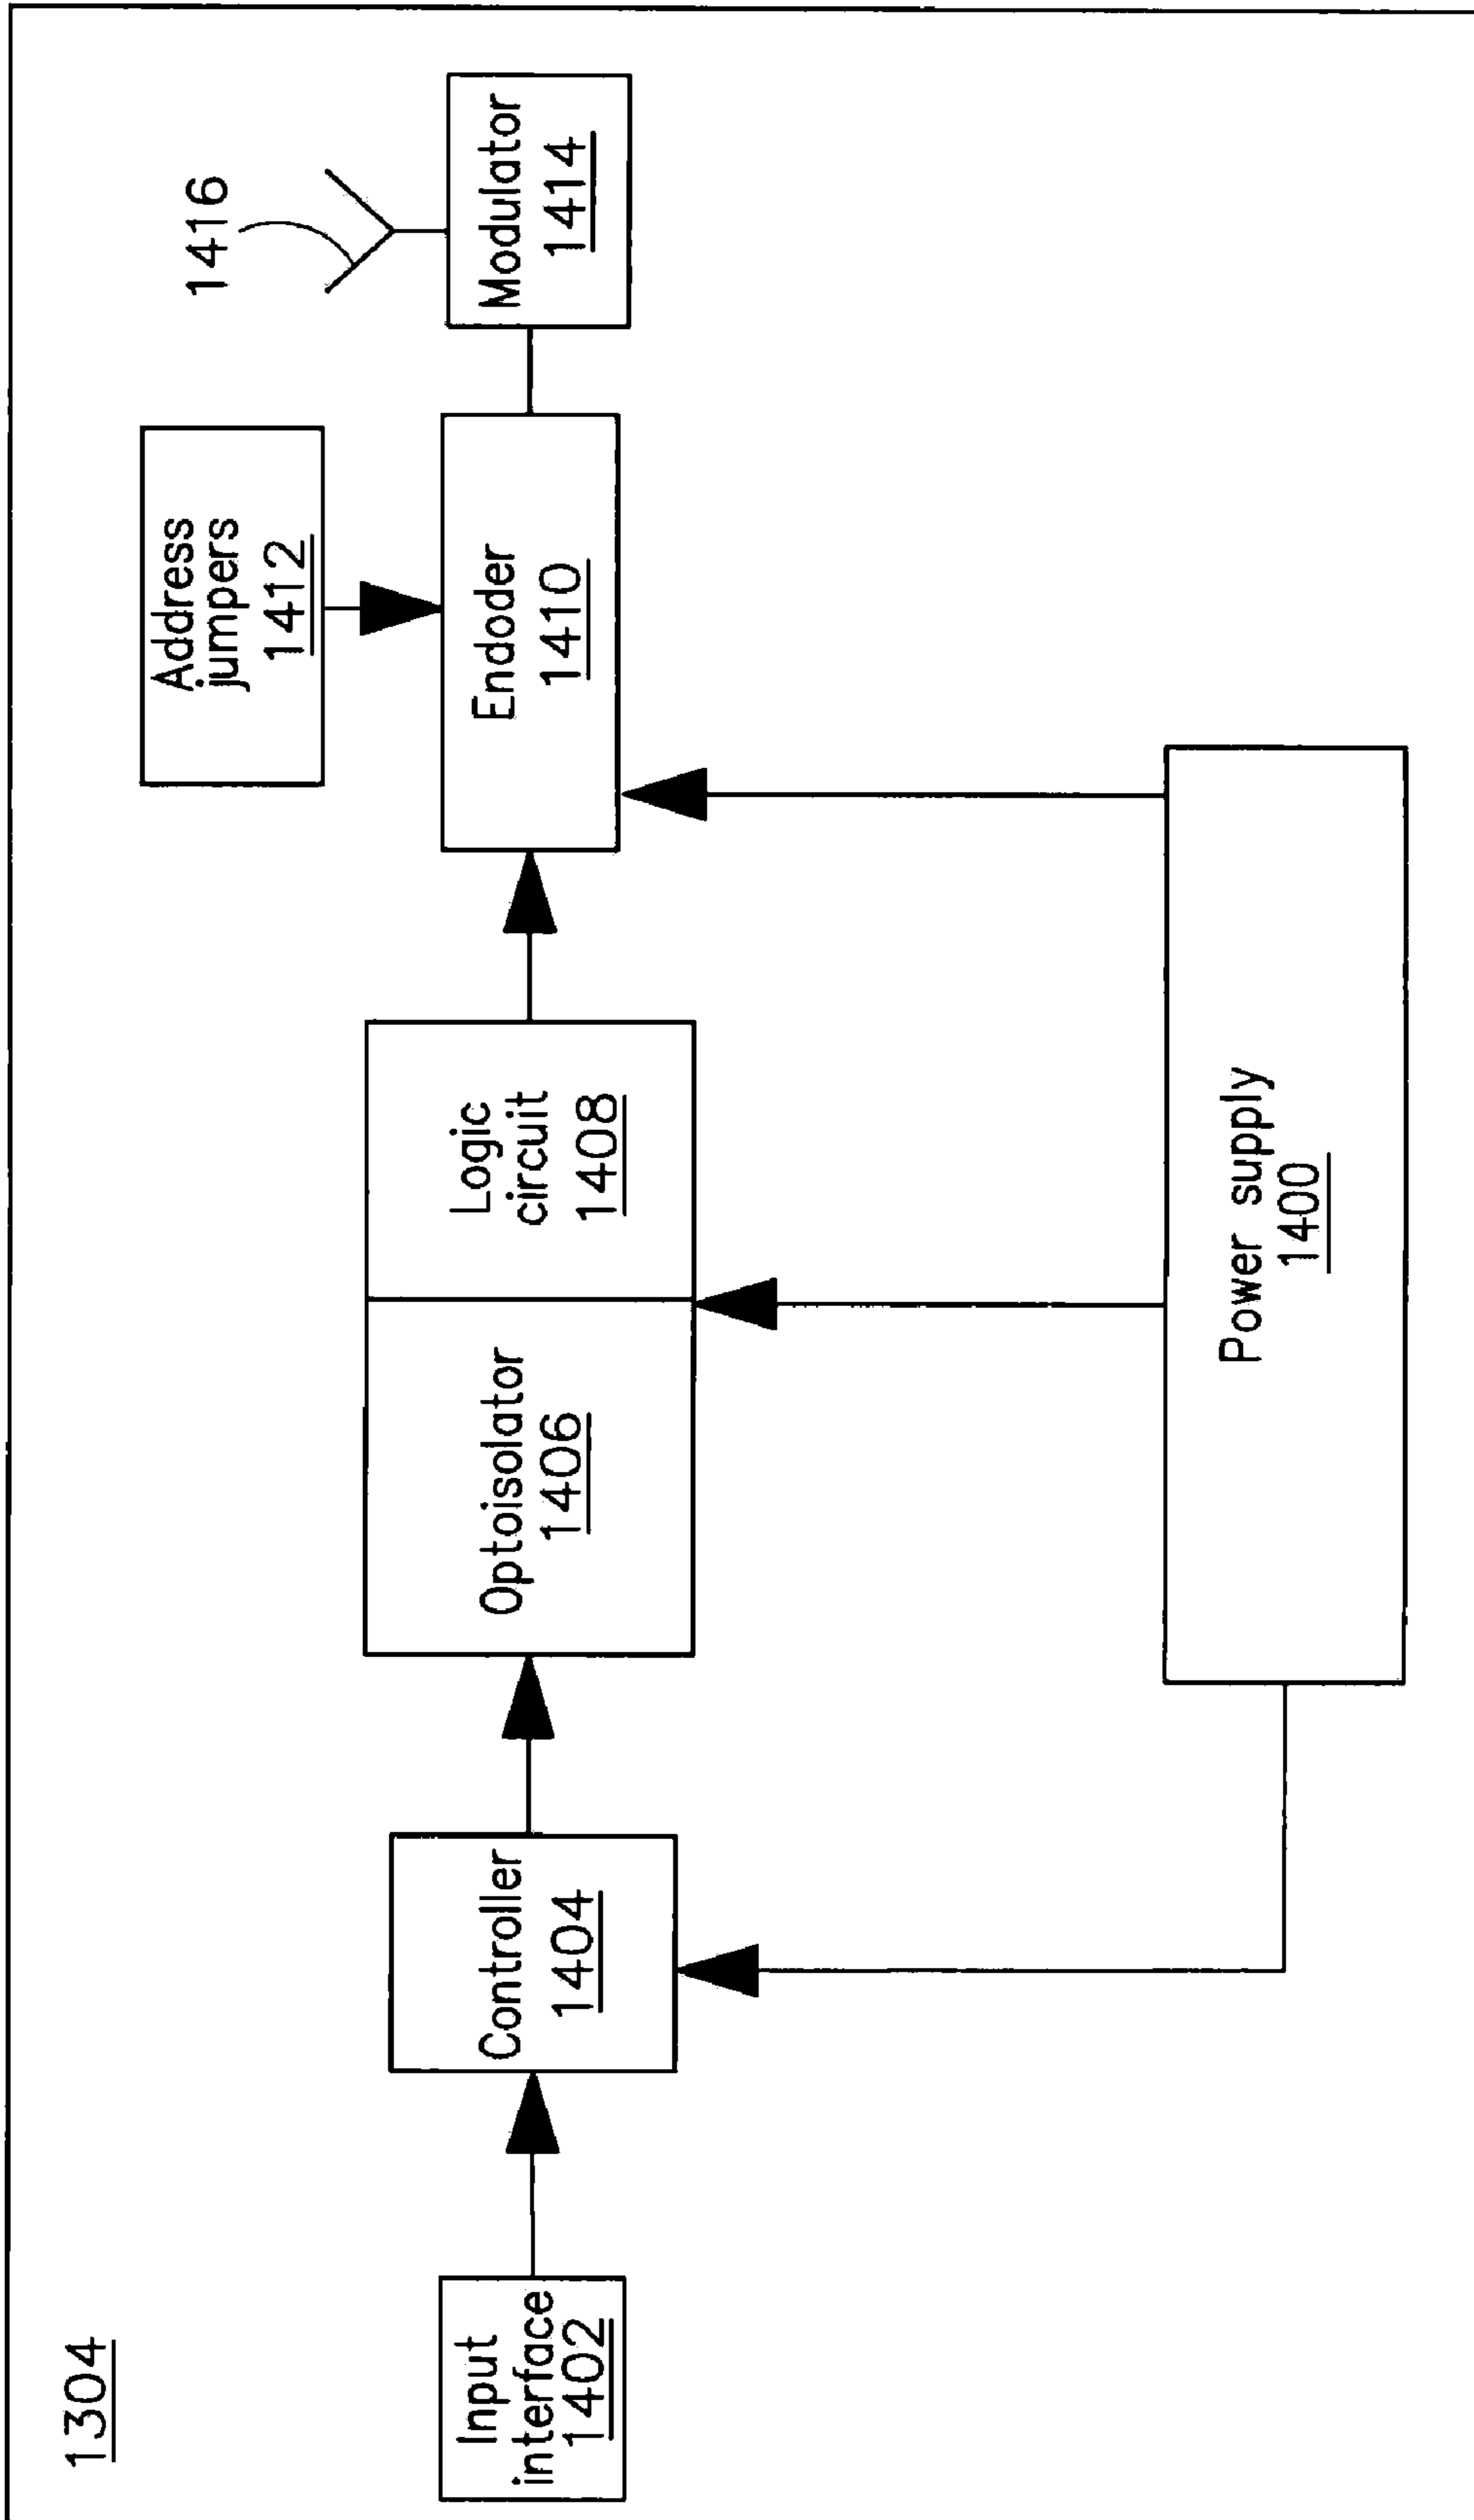 1304
1416
Address
jumpers
1412
Input
interface
1402
Controller
1404
Optoisolator
1406
Logic
circuit
1408
Endoder
1410
Modulator
1414
Power supply
1400